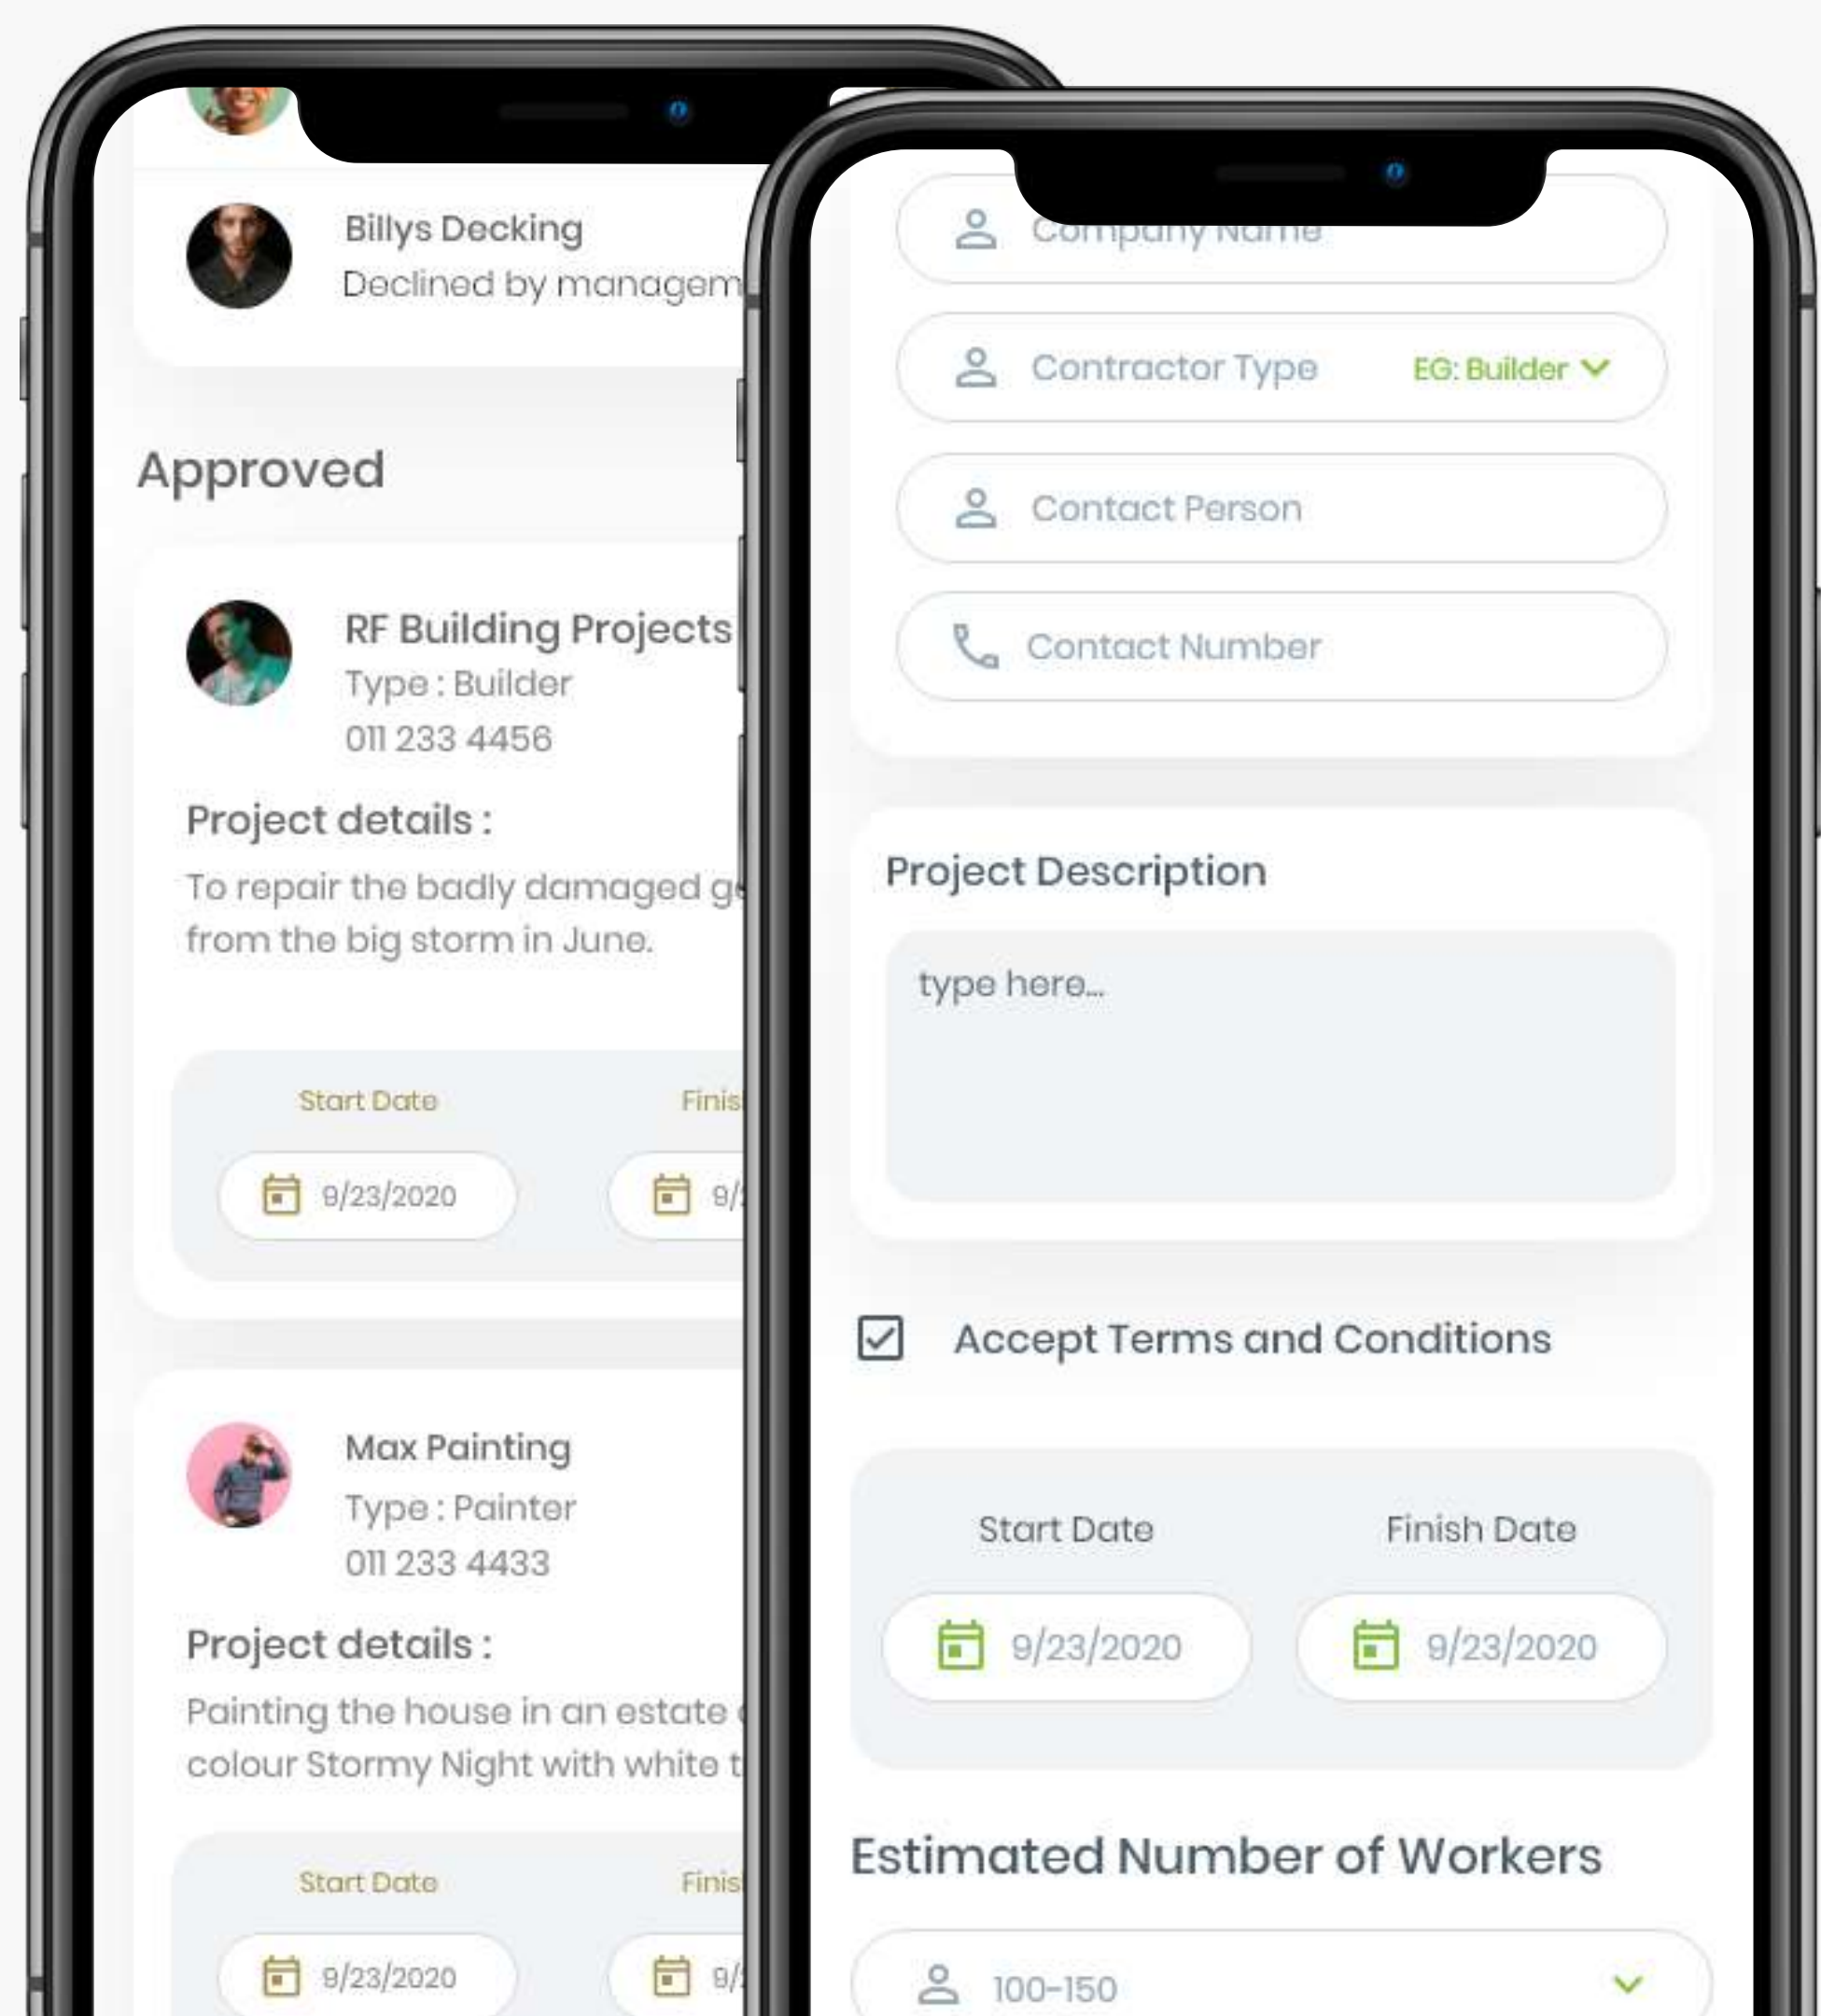 Billys Decking
Declined by
Approved
RF Building Projects
Type : Builder
011 233 4456
Project details :
To repair the badly damaged
from the big storm in June.
Start Date
9/23/2020
Max Painting
Type : Painter
011 233 4433
Project details :
Painting the house in an estate
colour Stormy Night with white
Start Date
9/23/2020
Company Name
Contractor Type EG: Builder
Contact Person
Contact Number
Project Description
type here...
Accept Terms and Conditions
Start Date Finish Date
9/23/2020 9/23/2020
Estimated Number of Workers
100-150